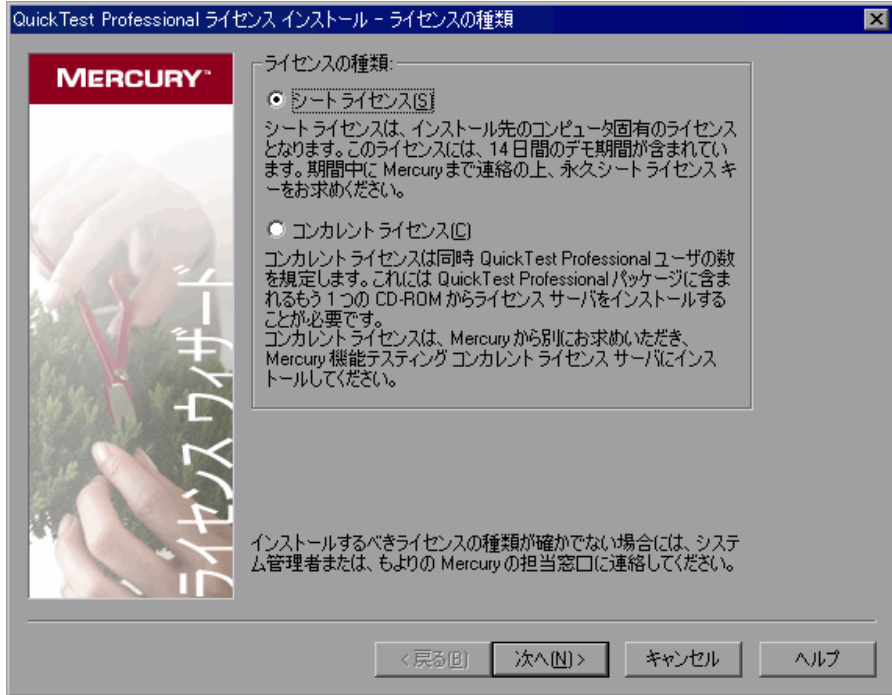 QuickTest Professional ライセンス インストール - ライセンスの種類
MERCURY™
ライセンス ウィザード
ライセンスの種類:
シート ライセンス(S)
シート ライセンスは、インストール先のコンピュータ固有のライセンス
となります。このライセンスには、14 日間のデモ期間が含まれてい
ます。期間中に Mercury まで連絡の上、永久シート ライセンス キ
ーをお求めください。
コンカレント ライセンス(C)
コンカレント ライセンスは同時 QuickTest Professional ユーザの数
を規定します。これには QuickTest Professional パッケージに含ま
れるもう 1 つの CD-ROM からライセンス サーバをインストールする
ことが必要です。
コンカレント ライセンスは、Mercury から別にお求めいただき、
Mercury 機能テスティング コンカレント ライセンス サーバにインス
トールしてください。
インストールするべきライセンスの種類が確かでない場合には、システ
ム管理者または、もよりの Mercury の担当窓口に連絡してください。
< 戻る(B)
次へ(N) >
キャンセル
ヘルプ